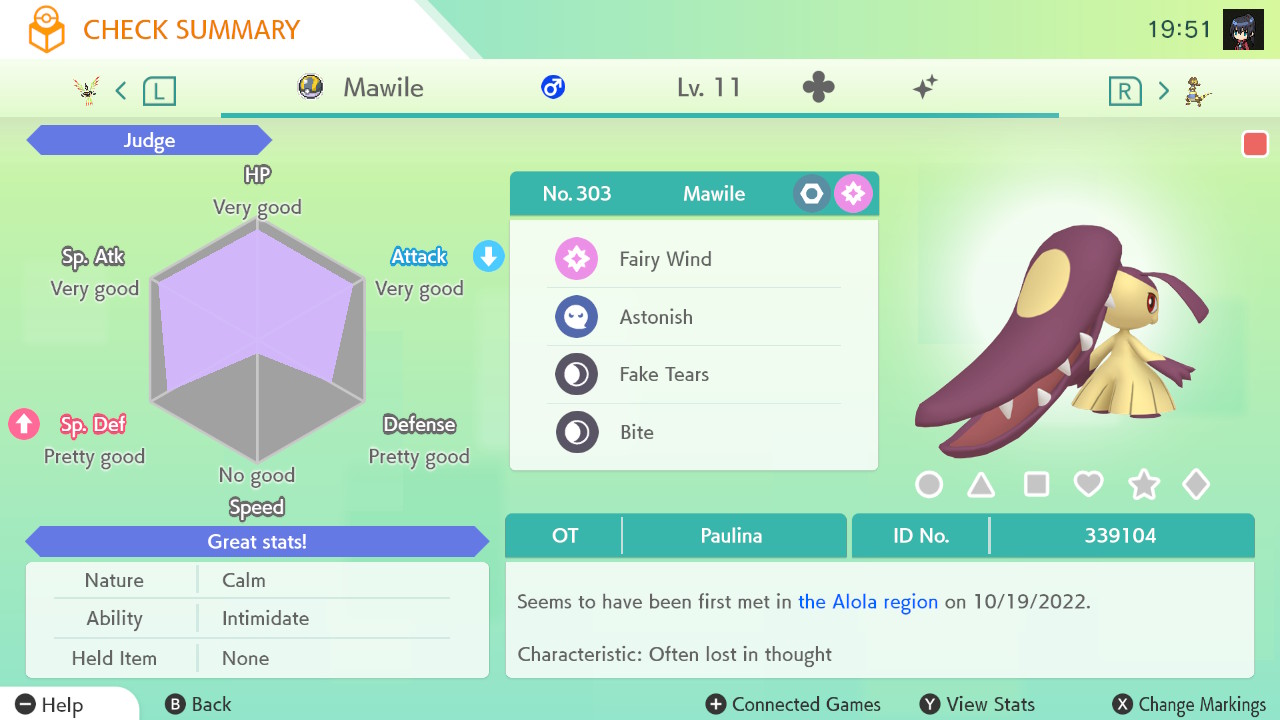 CHECK SUMMARY
19:51
L
Mawile
Lv. 11
R
Judge
HP
Very good
Sp. Atk
Very good
Attack
Very good
Sp. Def
Pretty good
Defense
Pretty good
No good
Speed
Great stats!
Nature Calm
Ability Intimidate
Held Item None
No. 303 Mawile
Fairy Wind
Astonish
Fake Tears
Bite
OT Paulina ID No. 339104
Seems to have been first met in the Alola region on 10/19/2022.
Characteristic: Often lost in thought
Help B Back Connected Games Y View Stats X Change Markings